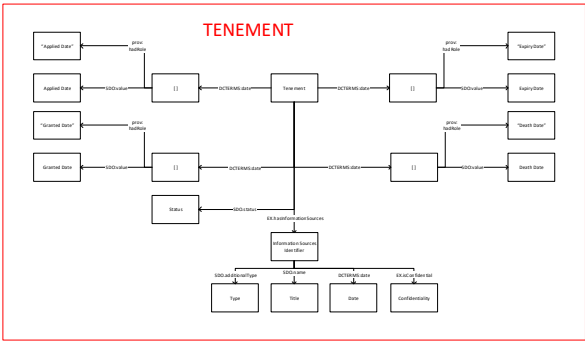 TENEMENT
"Applied Date"
prov:
hadRole
prov:
hadRole
"Expiry Date"
Applied Date
SDO:value
[ ]
DCTERMS:date
Tenement
DCTERMS:date
[ ]
SDO:value
Expiry Date
"Granted Date"
prov:
hadRole
prov:
hadRole
"Death Date"
Granted Date
SDO:value
[ ]
DCTERMS:date
DCTERMS:date
[ ]
SDO:value
Death Date
Status
SDO:status
EX:hasInformationSources
Information Sources
Identifier
SDO:additionalType
SDO:name
DCTERMS:date
EX:isConfidental
Type
Title
Date
Confidentiality